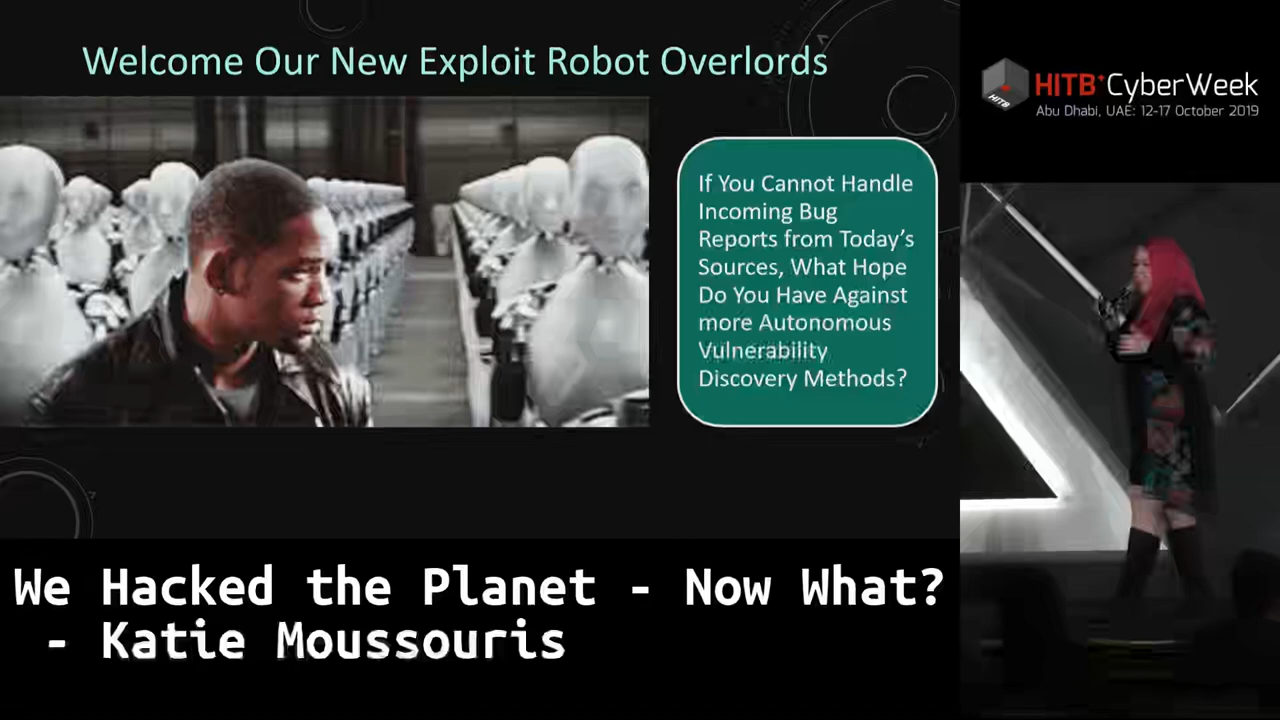 Welcome Our New Exploit Robot Overlords
If You Cannot Handle
Incoming Bug
Reports from Today's
Sources, What Hope
Do You Have Against
more Autonomous
Vulnerability
Discovery Methods?
HITB+CyberWeek
Abu Dhabi, UAE: 12-17 October 2019
HITB
We Hacked the Planet - Now What?
- Katie Moussouris